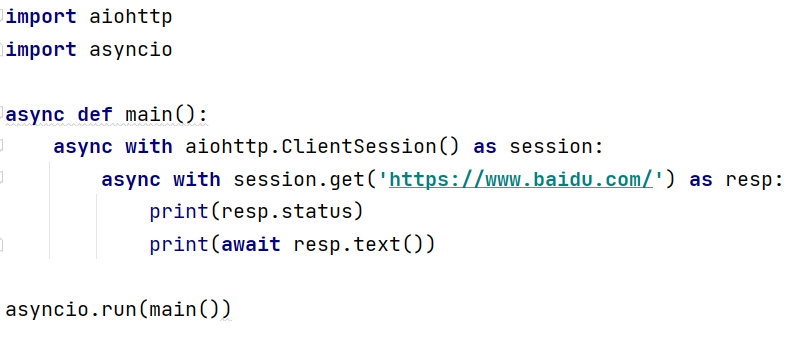 import aiohttp
import asyncio
async def main():
    async with aiohttp.ClientSession() as session:
        async with session.get('https://www.baidu.com/') as resp:
            print(resp.status)
            print(await resp.text())
asyncio.run(main())